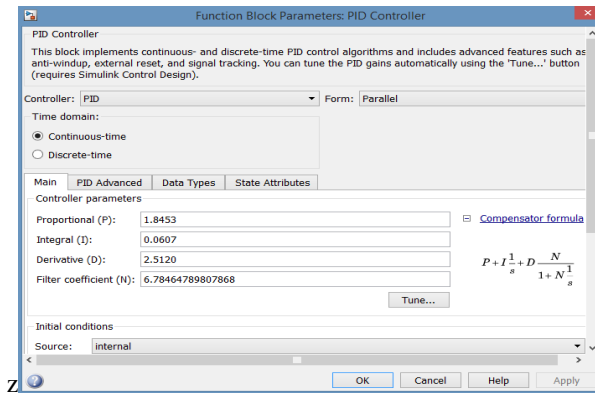 Function Block Parameters: PID Controller
PID Controller
This block implements continuous- and discrete-time PID control algorithms and includes advanced features such as
anti-windup, external reset, and signal tracking. You can tune the PID gains automatically using the 'Tune...' button
(requires Simulink Control Design).
Controller: PID Form: Parallel
Time domain:
Continuous-time
Discrete-time
Main PID Advanced Data Types State Attributes
Controller parameters
Proportional (P): 1.8453 Compensator formula
Integral (I): 0.0607
Derivative (D): 2.5120
P+I 1/s +D N/(1+N 1/s)
Filter coefficient (N): 6.78464789807868
Tune...
Initial conditions
Source: internal
z ? OK Cancel Help Apply